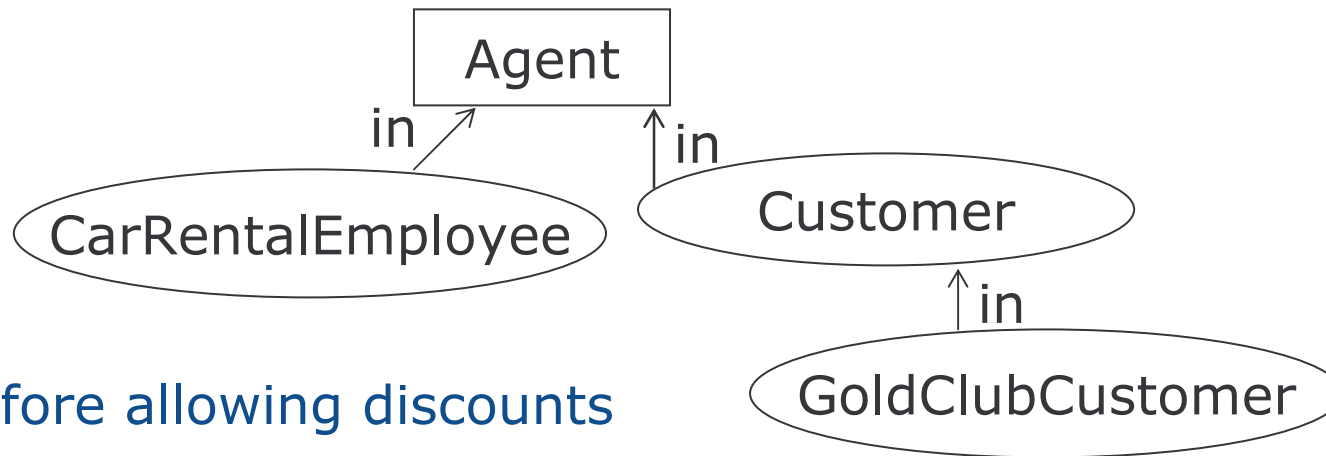 Agent
in
in
Customer
CarRentalEmployee
in
GoldClubCustomer
fore allowing discounts